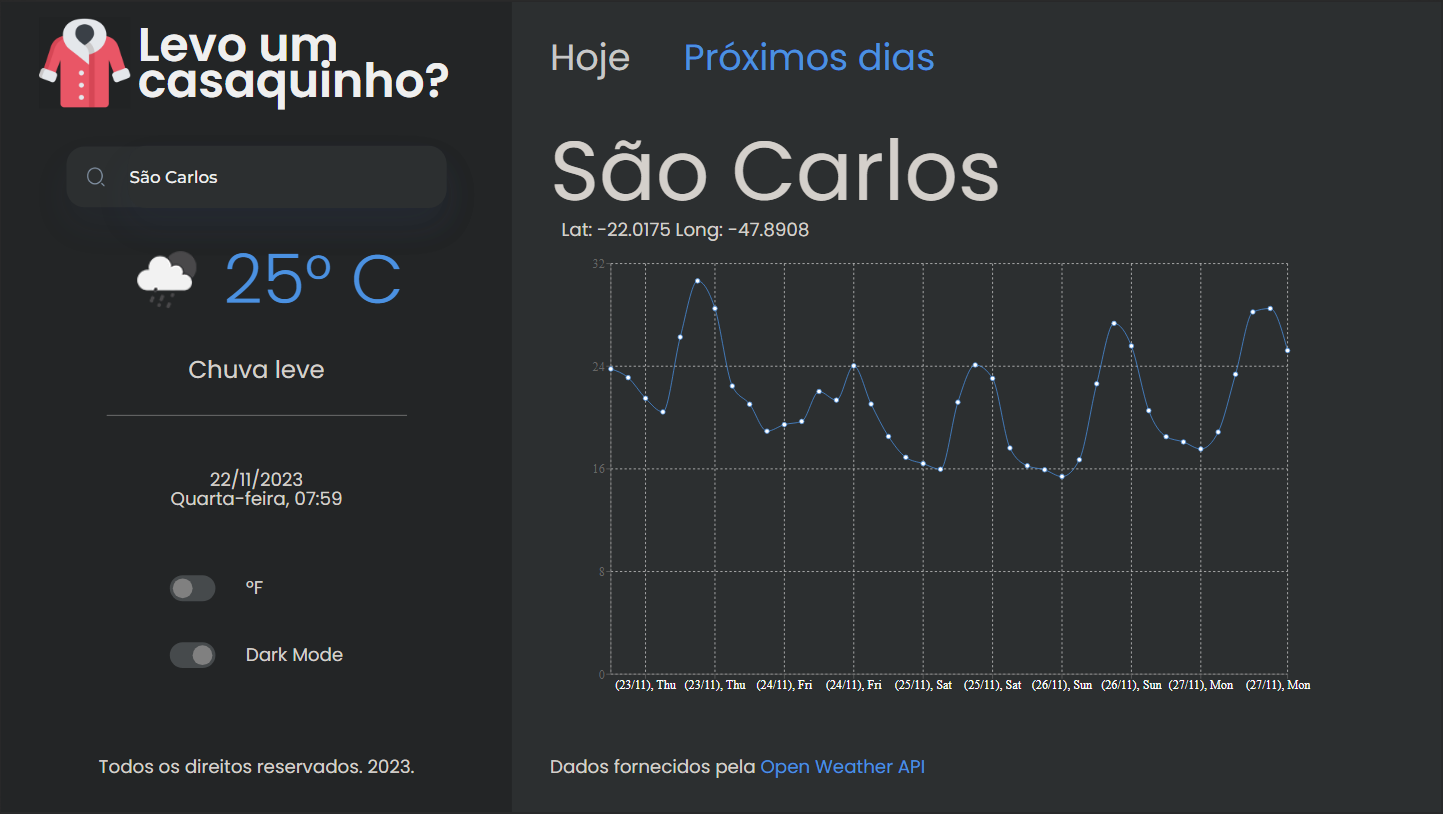 Levo um
casaquinho?
São Carlos
25º C
Chuva leve
22/11/2023
Quarta-feira, 07:59
ºF
Dark Mode
Todos os direitos reservados. 2023.
Hoje Próximos dias
São Carlos
Lat: -22.0175 Long: -47.8908
32
24
16
8
0
(23/11), Thu (23/11), Thu (24/11), Fri (24/11), Fri (25/11), Sat (25/11), Sat (26/11), Sun (26/11), Sun (27/11), Mon (27/11), Mon
Dados fornecidos pela Open Weather API